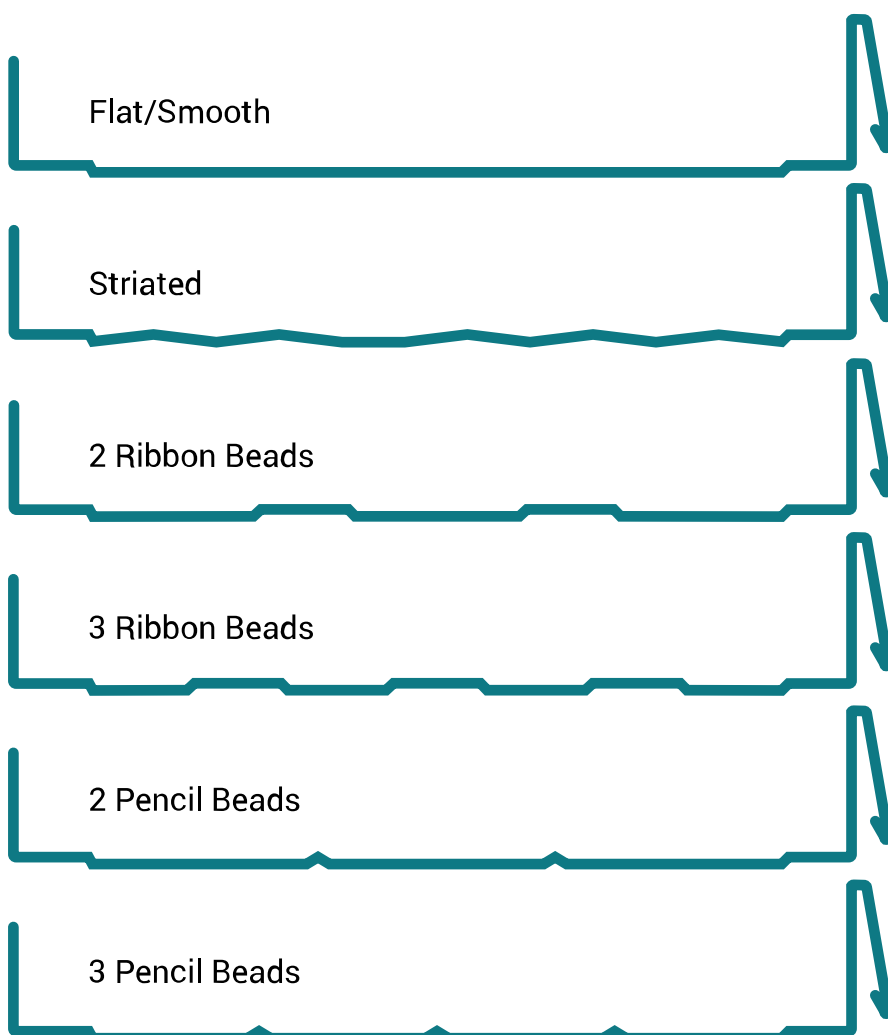 Flat/Smooth
Striated
2 Ribbon Beads
3 Ribbon Beads
2 Pencil Beads
3 Pencil Beads